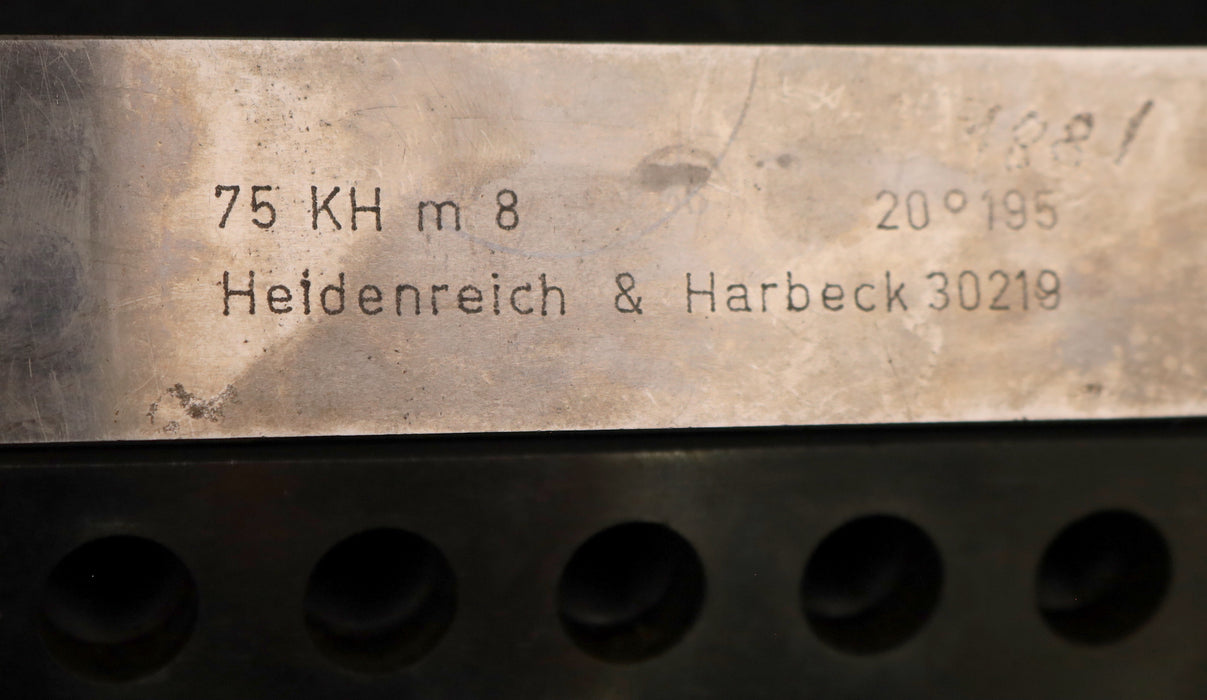 1881
75 KH m 8 20° 195
Heidenreich & Harbeck 30219